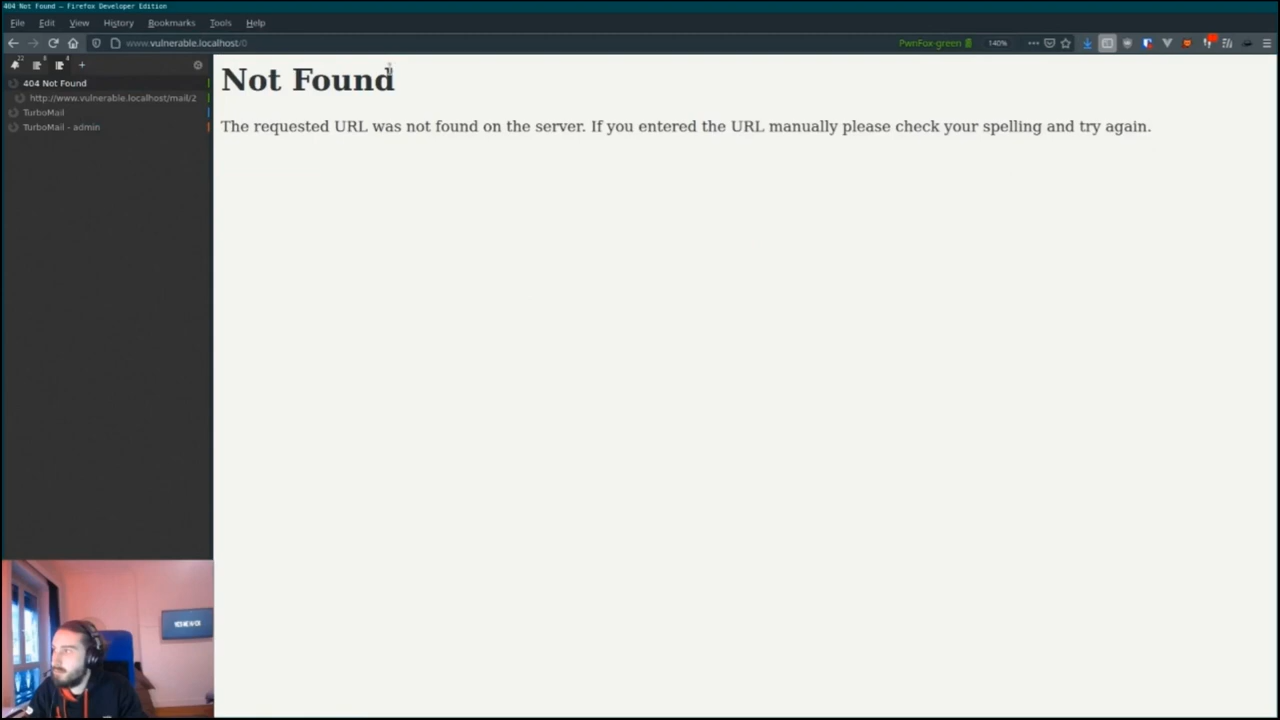 404 Not Found — Firefox Developer Edition
File Edit View History Bookmarks Tools Help
www.vulnerable.localhost/0
PwnFox-green
140%
404 Not Found
http://www.vulnerable.localhost/mail/2
TurboMail
TurboMail - admin
Not Found
The requested URL was not found on the server. If you entered the URL manually please check your spelling and try again.